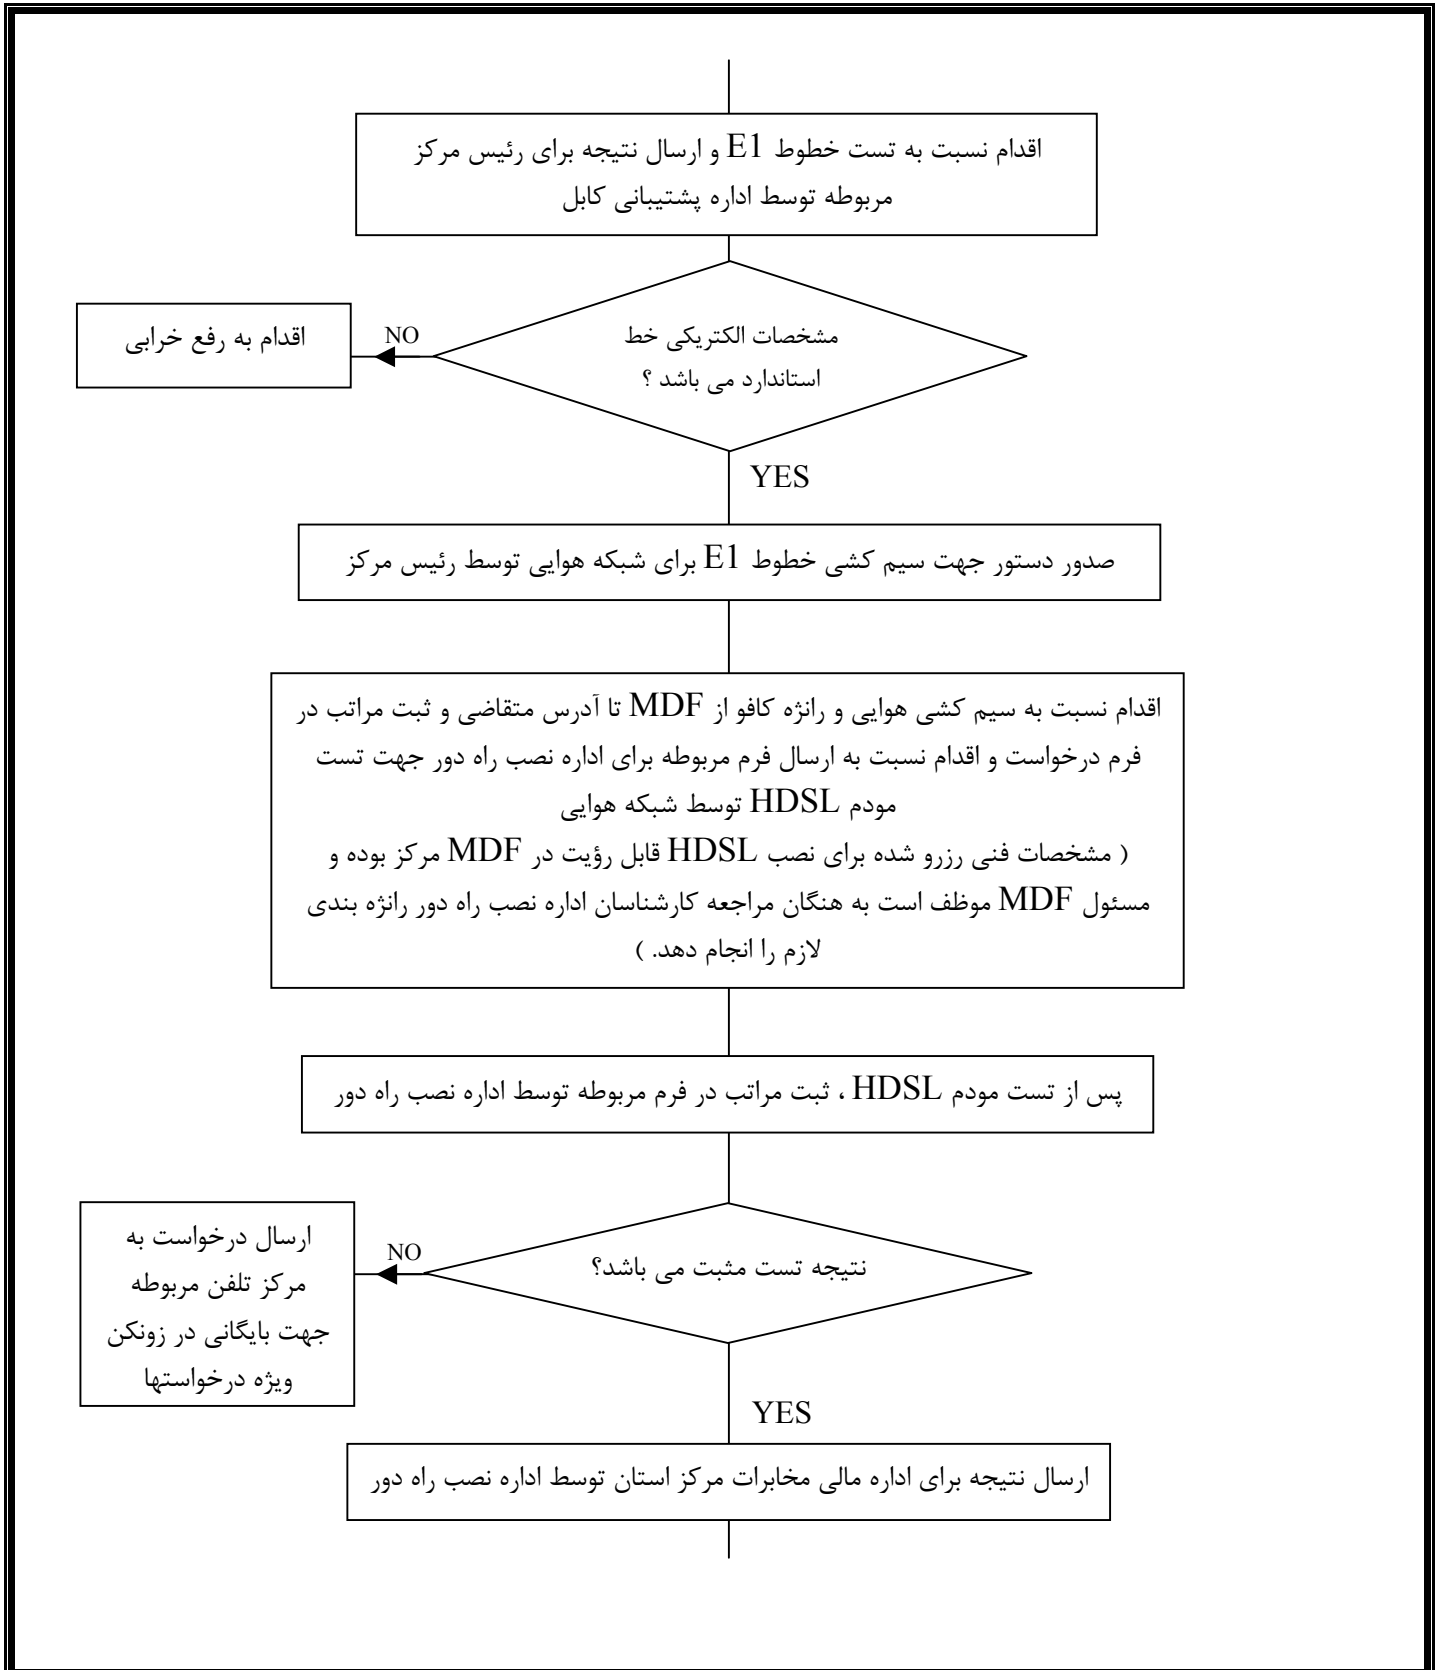 اقدام نسبت به تست خطوط E1 و ارسال نتیجه برای رئیس مرکز
مربوطه توسط اداره پشتیبانی کابل
مشخصات الکتریکی خط
استاندارد می باشد ؟
NO
اقدام به رفع خرابی
YES
صدور دستور جهت سیم کشی خطوط E1 برای شبکه هوایی توسط رئیس مرکز
اقدام نسبت به سیم کشی هوایی و رانژه کافو از MDF تا آدرس متقاضی و ثبت مراتب در
فرم درخواست و اقدام نسبت به ارسال فرم مربوطه برای اداره نصب راه دور جهت تست
مودم HDSL توسط شبکه هوایی
( مشخصات فنی رزرو شده برای نصب HDSL قابل رؤیت در MDF مرکز بوده و
مسئول MDF موظف است به هنگان مراجعه کارشناسان اداره نصب راه دور رانژه بندی
لازم را انجام دهد. )
پس از تست مودم HDSL ، ثبت مراتب در فرم مربوطه توسط اداره نصب راه دور
نتیجه تست مثبت می باشد؟
NO
ارسال درخواست به
مرکز تلفن مربوطه
جهت بایگانی در زونکن
ویژه درخواستها
YES
ارسال نتیجه برای اداره مالی مخابرات مرکز استان توسط اداره نصب راه دور